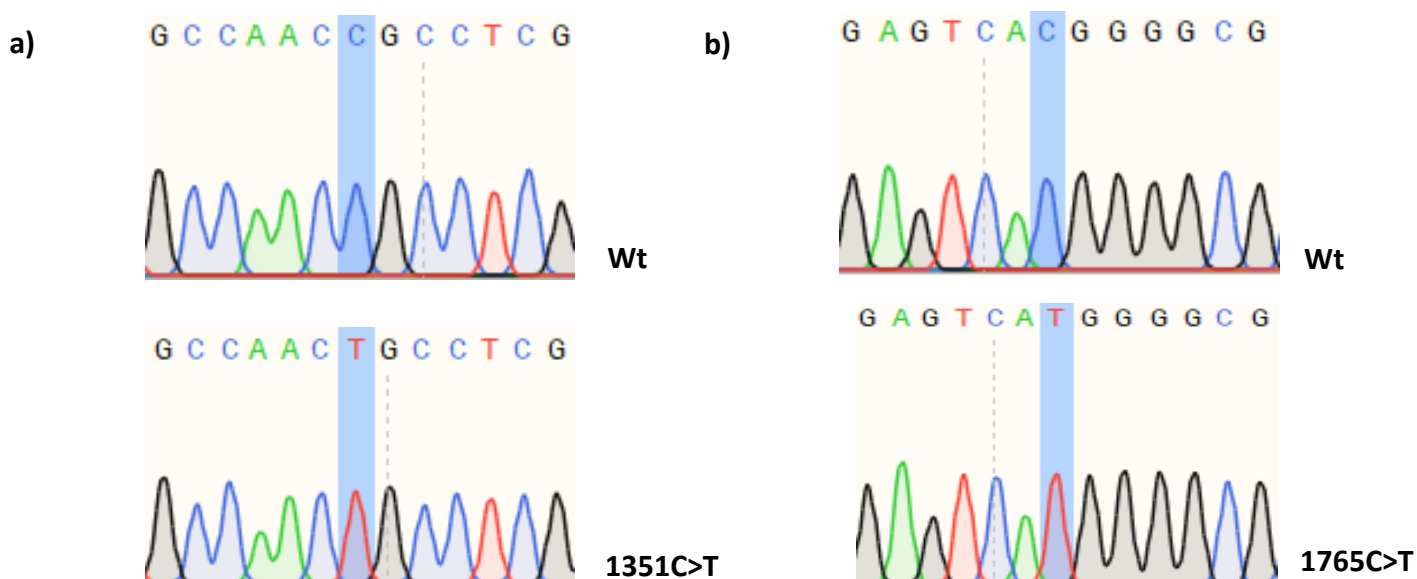 a)
G C C A A C C G C C T C G
Wt
G C C A A C T G C C T C G
1351C>T
b)
G A G T C A C G G G G C G
Wt
G A G T C A T G G G G C G
1765C>T